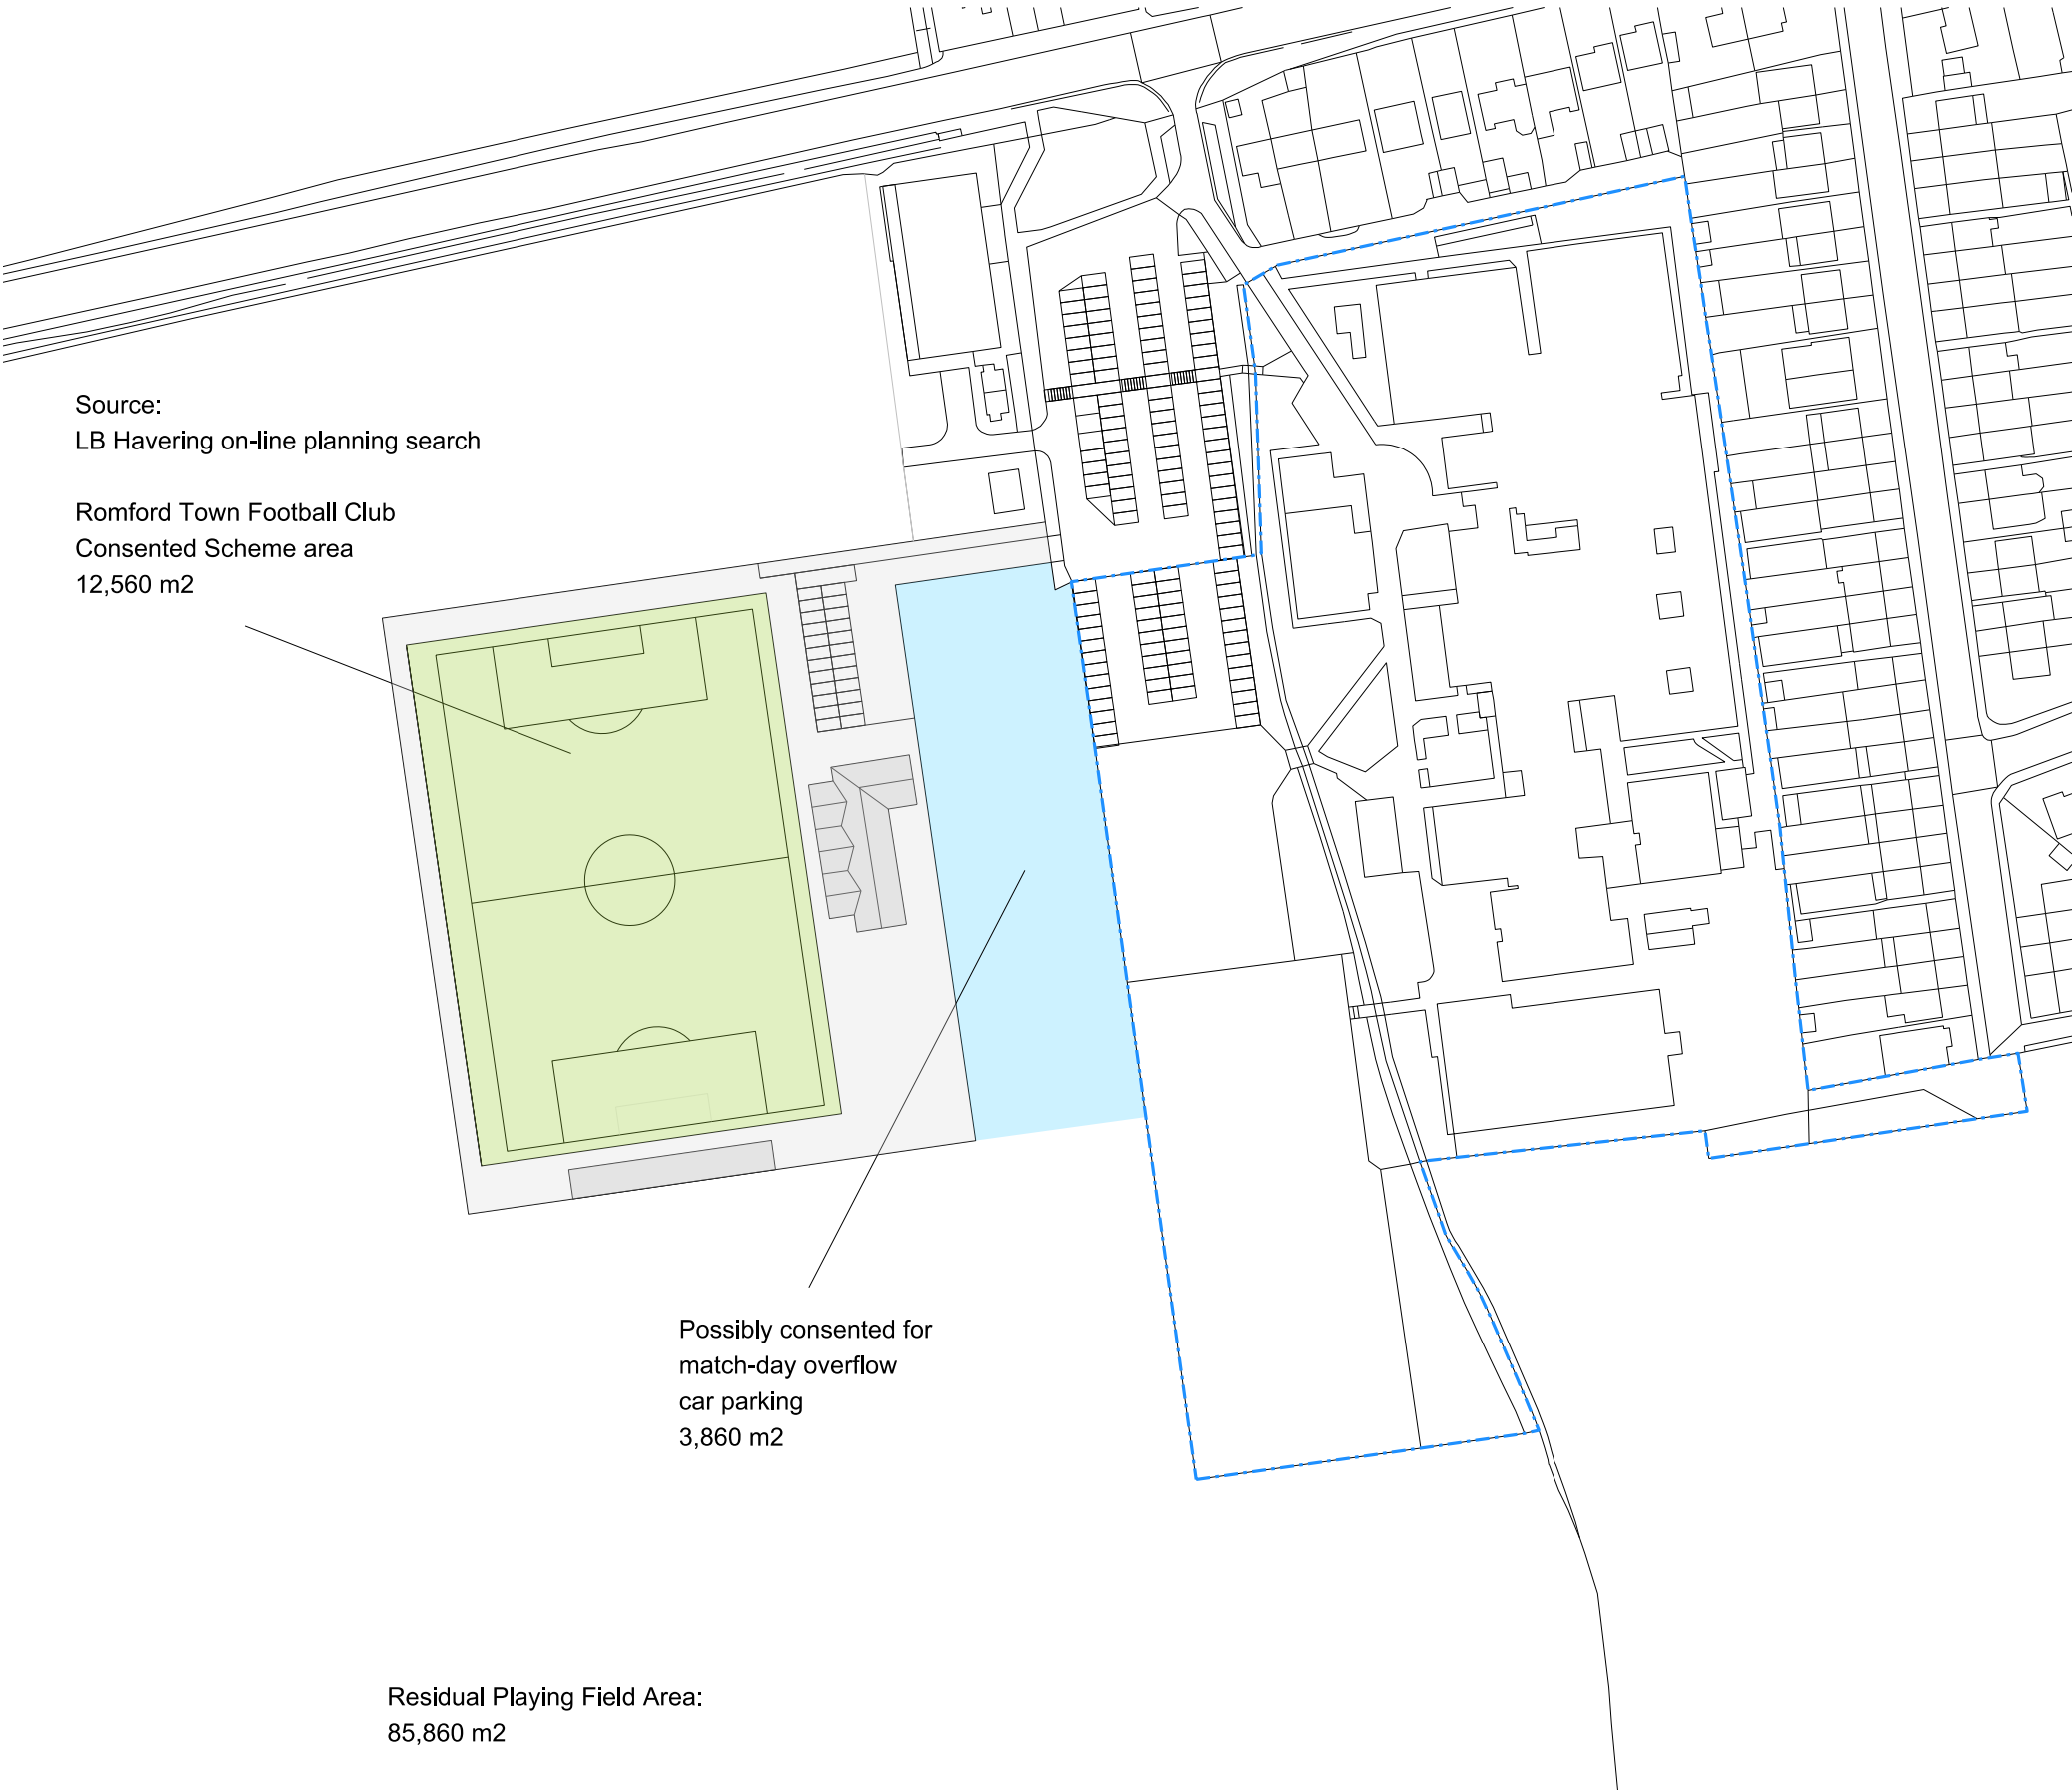 Source:
LB Havering on-line planning search
Romford Town Football Club
Consented Scheme area
12,560 m2
Possibly consented for
match-day overflow
car parking
3,860 m2
Residual Playing Field Area:
85,860 m2